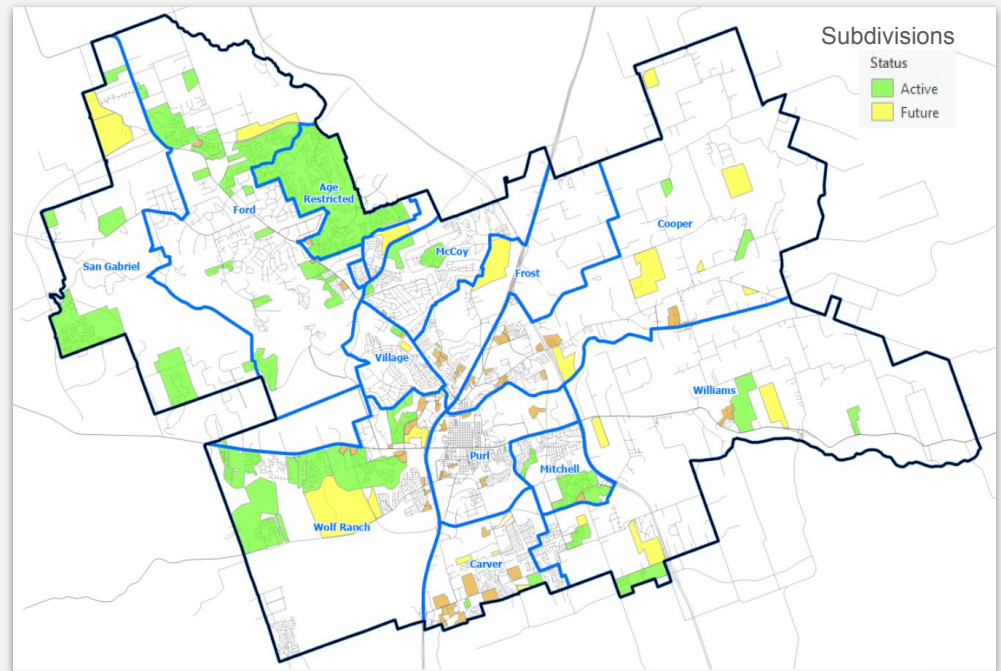 Subdivisions
Status
Active
Future
Age
Restricted
Ford
McCoy
Cooper
San Gabriel
Frost
Village
Williams
Purl
Mitchell
Wolf Ranch
Carver